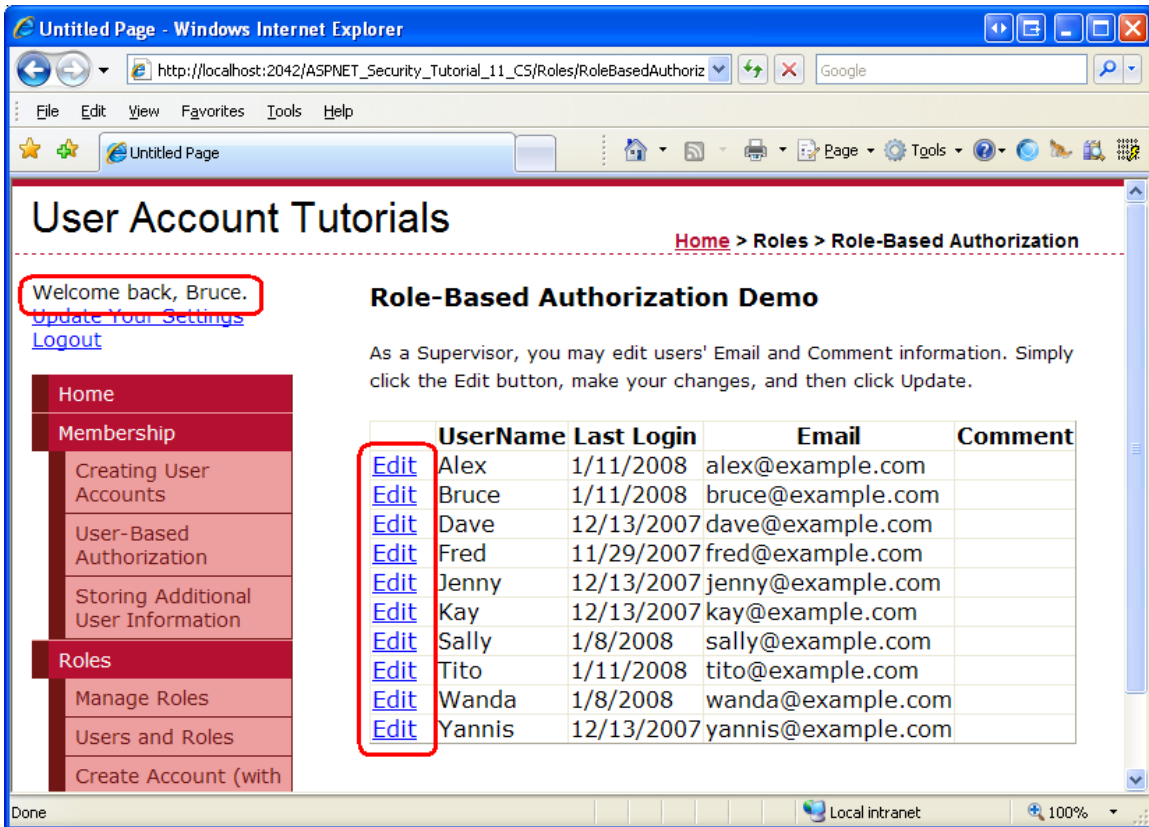 Untitled Page - Windows Internet Explorer
http://localhost:2042/ASPNET_Security_Tutorial_11_CS/Roles/RoleBasedAuthoriz
Google
File Edit View Favorites Tools Help
Untitled Page
Page Tools
User Account Tutorials
Home > Roles > Role-Based Authorization
Welcome back, Bruce.
Update Your Settings
Logout
Home
Membership
Creating User
Accounts
User-Based
Authorization
Storing Additional
User Information
Roles
Manage Roles
Users and Roles
Create Account (with
Role-Based Authorization Demo
As a Supervisor, you may edit users' Email and Comment information. Simply
click the Edit button, make your changes, and then click Update.
UserName Last Login Email Comment
Edit Alex 1/11/2008 alex@example.com
Edit Bruce 1/11/2008 bruce@example.com
Edit Dave 12/13/2007 dave@example.com
Edit Fred 11/29/2007 fred@example.com
Edit Jenny 12/13/2007 jenny@example.com
Edit Kay 12/13/2007 kay@example.com
Edit Sally 1/8/2008 sally@example.com
Edit Tito 1/11/2008 tito@example.com
Edit Wanda 1/8/2008 wanda@example.com
Edit Yannis 12/13/2007 yannis@example.com
Done
Local intranet
100%